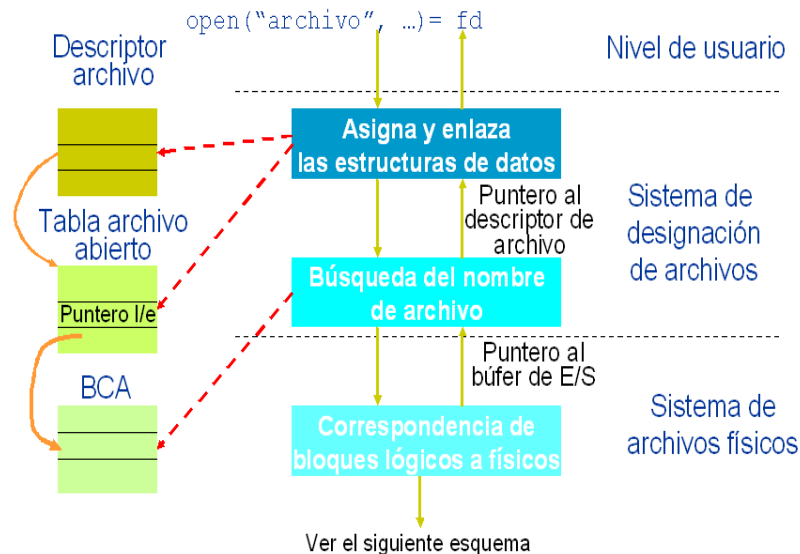 open("archivo", …)= fd
Descriptor
archivo
Nivel de usuario
Asigna y enlaza
las estructuras de datos
Puntero al
descriptor de
archivo
Sistema de
designación
de archivos
Tabla archivo
abierto
Puntero l/e
Búsqueda del nombre
de archivo
Puntero al
búfer de E/S
BCA
Correspondencia de
bloques lógicos a físicos
Sistema de
archivos físicos
Ver el siguiente esquema